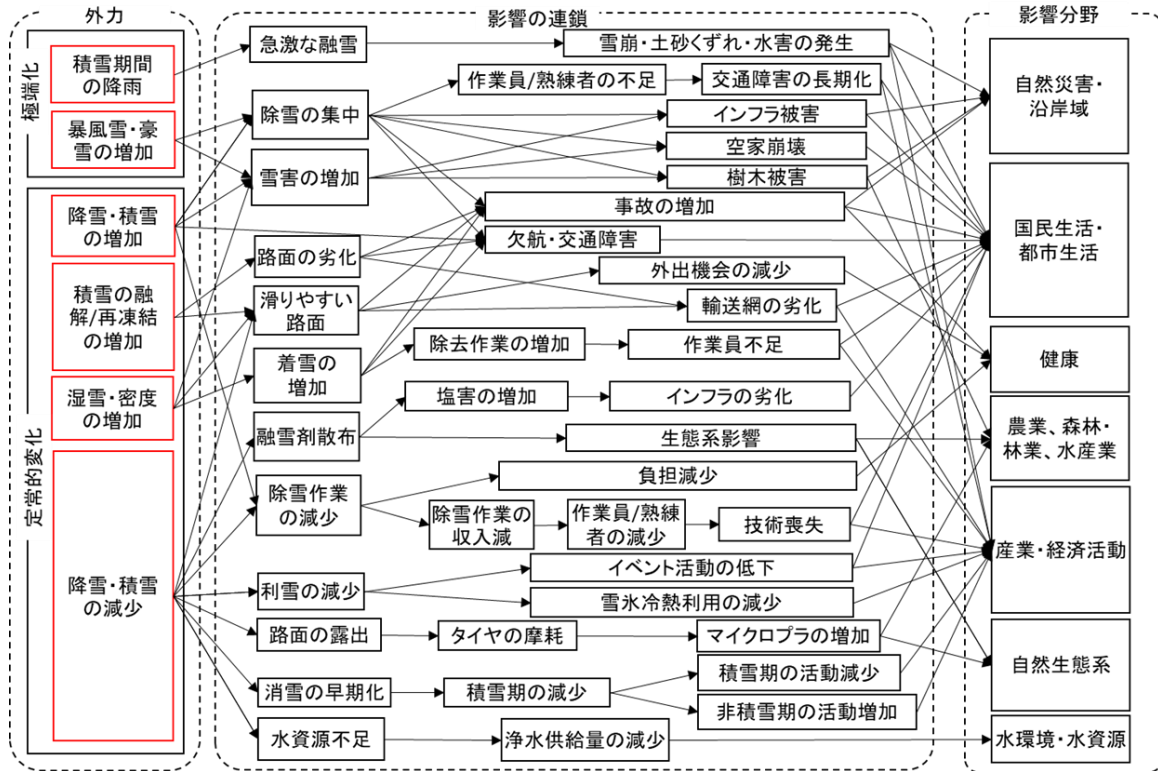 外力
影響の連鎖
影響分野
極端化
積雪期間
の降雨
暴風雪・豪
雪の増加
定常的変化
降雪・積雪
の増加
積雪の融
解/再凍結
の増加
湿雪・密度
の増加
降雪・積雪
の減少
急激な融雪
雪崩・土砂くずれ・水害の発生
除雪の集中
作業員/熟練者の不足
交通障害の長期化
インフラ被害
空家崩壊
雪害の増加
樹木被害
事故の増加
欠航・交通障害
路面の劣化
外出機会の減少
滑りやすい
路面
輸送網の劣化
着雪の
増加
除去作業の増加
作業員不足
塩害の増加
インフラの劣化
融雪剤散布
生態系影響
負担減少
除雪作業
の減少
除雪作業の
収入減
作業員/熟練
者の減少
技術喪失
イベント活動の低下
利雪の減少
雪氷冷熱利用の減少
路面の露出
タイヤの摩耗
マイクロプラの増加
積雪期の活動減少
消雪の早期化
積雪期の減少
非積雪期の活動増加
水資源不足
浄水供給量の減少
自然災害・
沿岸域
国民生活・
都市生活
健康
農業、森林・
林業、水産業
産業・経済活動
自然生態系
水環境・水資源